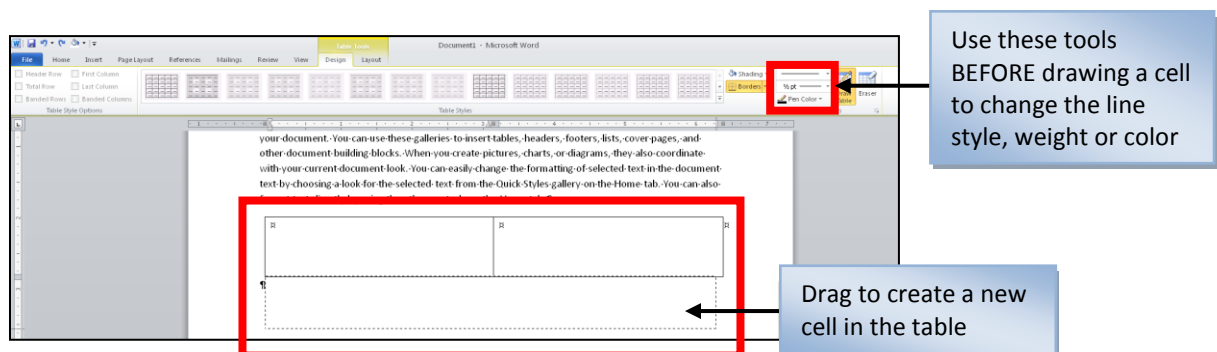 Use these tools
BEFORE drawing a cell
to change the line
style, weight or color
Table Tools
Document1 - Microsoft Word
File Home Insert Page Layout References Mailings Review View Design Layout
Header Row First Column
Total Row Last Column
Banded Rows Banded Columns
Table Style Options
Table Styles
Shading
Borders
½ pt
Pen Color
Table
Eraser
your·document.·You·can·use·these·galleries·to·insert·tables,·headers,·footers,·lists,·cover·pages,·and·
other·document·building·blocks.·When·you·create·pictures,·charts,·or·diagrams,·they·also·coordinate·
with·your·current·document·look.·You·can·easily·change·the·formatting·of·selected·text·in·the·document·
text·by·choosing·a·look·for·the·selected·text·from·the·Quick·Styles·gallery·on·the·Home·tab.·You·can·also·
¤ ¤ ¤
¶
Drag to create a new
cell in the table